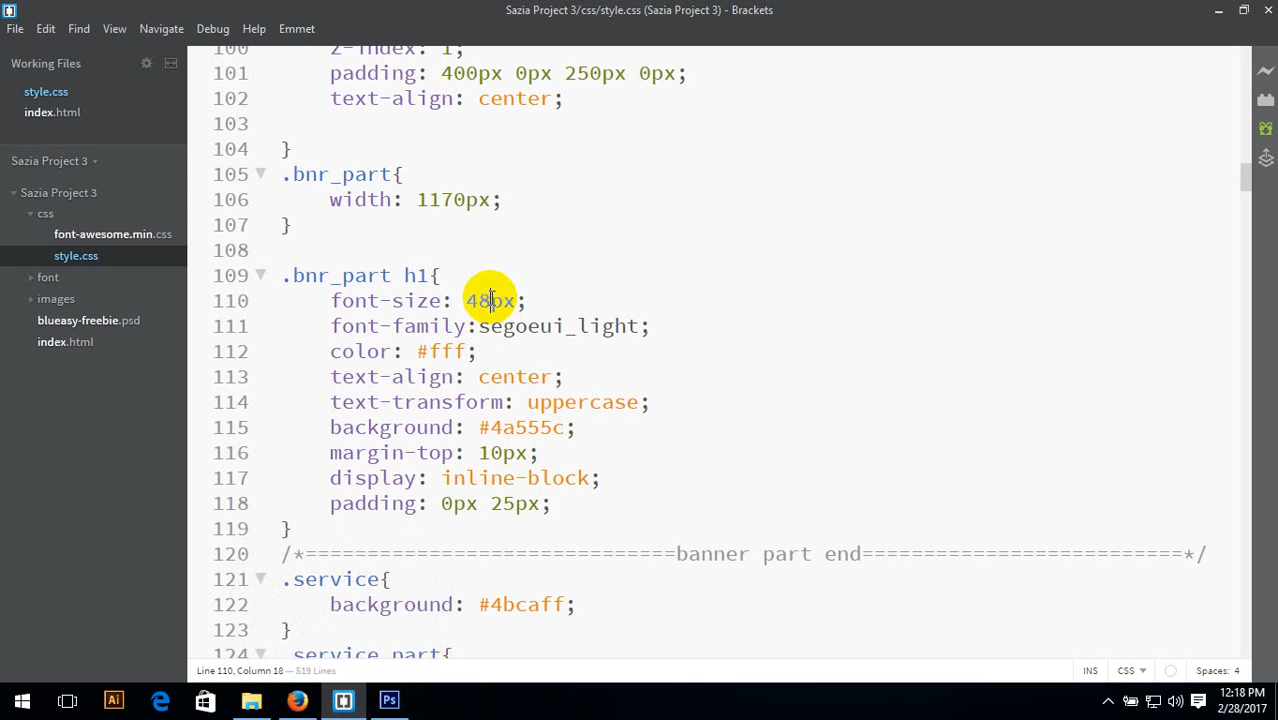 Sazia Project 3/css/style.css (Sazia Project 3) - Brackets
File Edit Find View Navigate Debug Help Emmet
Working Files
style.css
index.html
Sazia Project 3
Sazia Project 3
css
font-awesome.min.css
style.css
font
images
blueasy-freebie.psd
index.html
100 z-index: 1;
101 padding: 400px 0px 250px 0px;
102 text-align: center;
103
104 }
105 .bnr_part{
106 width: 1170px;
107 }
108
109 .bnr_part h1{
110 font-size: 48px;
111 font-family:segoeui_light;
112 color: #fff;
113 text-align: center;
114 text-transform: uppercase;
115 background: #4a555c;
116 margin-top: 10px;
117 display: inline-block;
118 padding: 0px 25px;
119 }
120 /*==============================banner part end==========================*/
121 .service{
122 background: #4bcaff;
123 }
124 .service_part{
Line 110, Column 18 — 519 Lines
INS CSS Spaces: 4
Ai Ps
12:18 PM
2/28/2017